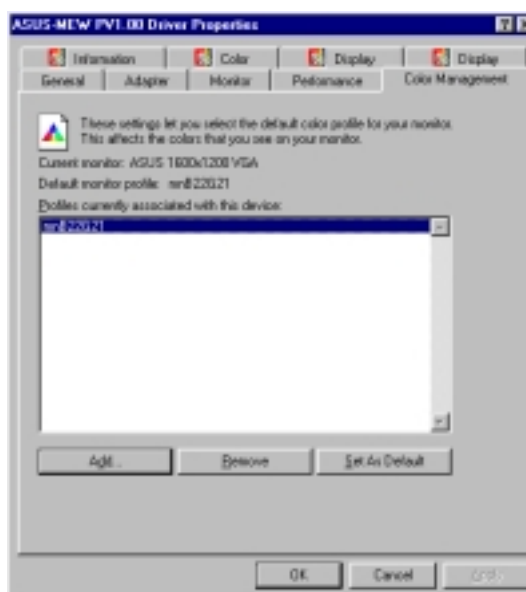 ASUS-MEW PV1.00 Driver Properties
Information Color Display Display
General Adapter Monitor Performance Color Management
These settings let you select the default color profile for your monitor.
This affects the colors that you see on your monitor.
Current monitor: ASUS 1600x1200 VGA
Default monitor profile: mnB22G21
Profiles currently associated with this device:
mnB22G21
Add...
Remove
Set As Default
OK
Cancel
Apply